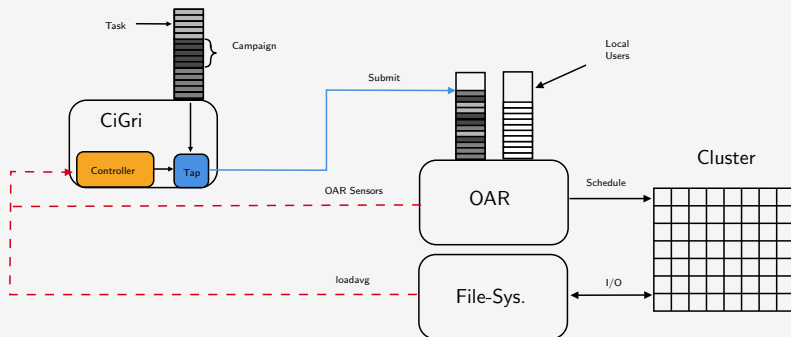 Task
Campaign
Local
Users
Submit
CiGri
Controller
Tap
Cluster
OAR Sensors
OAR
Schedule
loadavg
File-Sys.
I/O